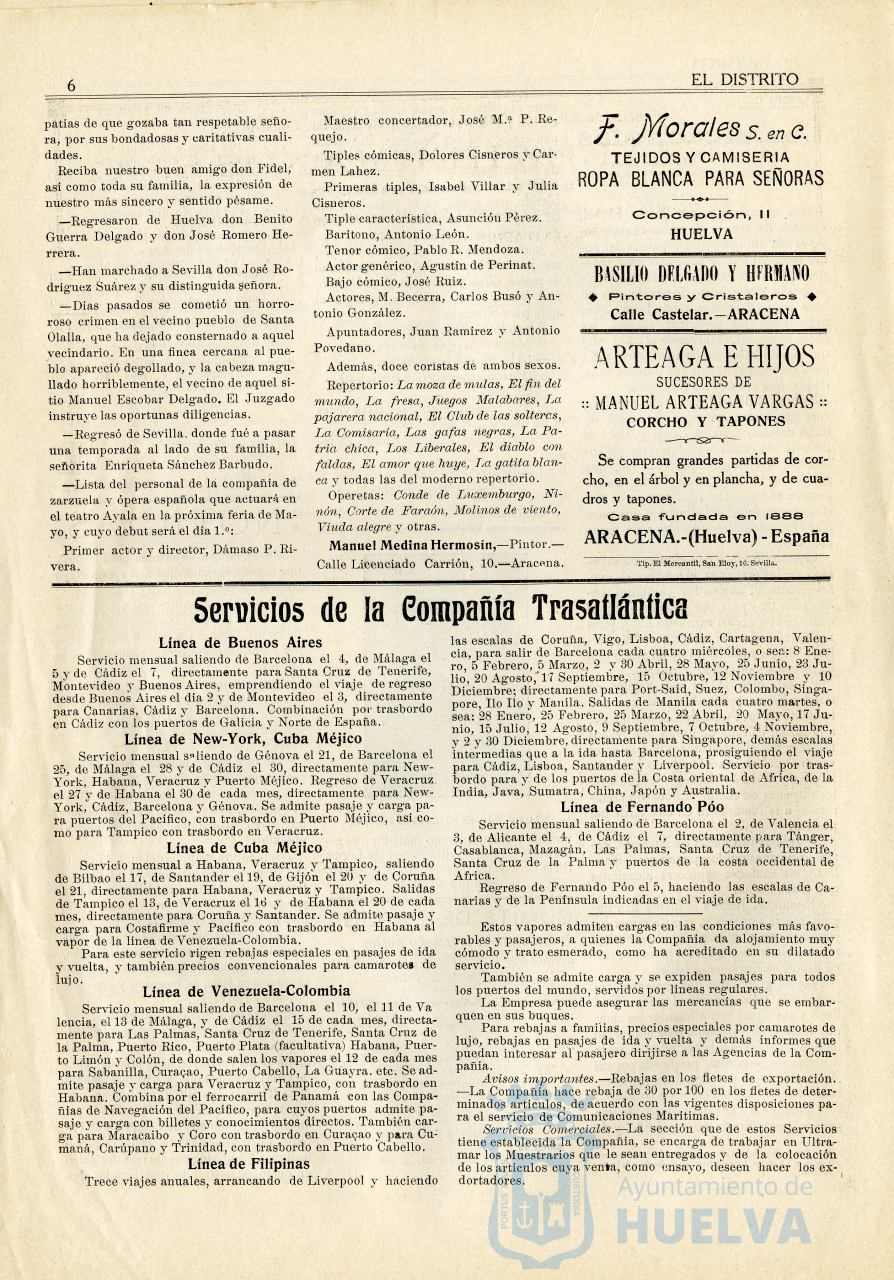 6
EL DISTRITO
patias de que gozaba tan respetable seño-
ra, por sus bondadosas y caritativas cuali-
dades.
Reciba nuestro buen amigo don Fidel,
así como toda su familia, la expresión de
nuestro más sincero y sentido pésame.
—Regresaron de Huelva don Benito
Guerra Delgado y don José Romero He-
rrera.
—Han marchado a Sevilla don José Ro-
dríguez Suárez y su distinguida señora.
—Días pasados se cometió un horro-
roso crimen en el vecino pueblo de Santa
Olalla, que ha dejado consternado a aquel
vecindario. En una finca cercana al pue-
blo apareció degollado, y la cabeza magu-
llado horriblemente, el vecino de aquel si-
tio Manuel Escobar Delgado. El Juzgado
instruye las oportunas diligencias.
—Regresó de Sevilla. donde fué a pasar
una temporada al lado de su familia, la
señorita Enriqueta Sánchez Barbudo.
—Lista del personal de la compañía de
zarzuela y ópera española que actuará en
el teatro Ayala en la próxima feria de Ma-
yo, y cuyo debut será el día 1.º:
Primer actor y director, Dámaso P. Ri-
vera.
Maestro concertador, José M.ª P. Re-
quejo.
Tiples cómicas, Dolores Cisneros y Car-
men Lahez.
Primeras tiples, Isabel Villar y Julia
Cisneros.
Tiple característica, Asunción Pérez.
Barítono, Antonio León.
Tenor cómico, Pablo R. Mendoza.
Actor genérico, Agustín de Perinat.
Bajo cómico, José Ruiz.
Actores, M. Becerra, Carlos Busó y An-
tonio González.
Apuntadores, Juan Ramírez y Antonio
Povedano.
Además, doce coristas de ambos sexos.
Repertorio: La moza de mulas, El fin del
mundo, La fresa, Juegos Malabares, La
pajarera nacional, El Club de las solteras,
La Comisaría, Las gafas negras, La Pa-
tria chica, Los Liberales, El diablo con
faldas, El amor que huye, La gatita blan-
ca y todas las del moderno repertorio.
Operetas: Conde de Luxemburgo, Ni-
nón, Corte de Faraón, Molinos de viento,
Viuda alegre y otras.
Manuel Medina Hermosín,—Pintor.—
Calle Licenciado Carrión, 10.—Aracena.
F. Morales S. en C.
TEJIDOS Y CAMISERIA
ROPA BLANCA PARA SEÑORAS
Concepción, 11
HUELVA
BASILIO DELGADO Y HERMANO
◆ Pintores y Cristaleros ◆
Calle Castelar.—ARACENA
ARTEAGA E HIJOS
SUCESORES DE
:: MANUEL ARTEAGA VARGAS ::
CORCHO Y TAPONES
Se compran grandes partidas de cor-
cho, en el árbol y en plancha, y de cua-
dros y tapones.
Casa fundada en 1888
ARACENA.-(Huelva) - España
Tip. El Mercantil, San Eloy, 16. Sevilla.
Servicios de la Compañía Trasatlántica
Línea de Buenos Aires
Servicio mensual saliendo de Barcelona el 4, de Málaga el
5 y de Cádiz el 7, directamente para Santa Cruz de Tenerife,
Montevideo y Buenos Aires, emprendiendo el viaje de regreso
desde Buenos Aires el día 2 y de Montevideo el 3, directamente
para Canarias, Cádiz y Barcelona. Combinación por trasbordo
en Cádiz con los puertos de Galicia y Norte de España.
Línea de New-York, Cuba Méjico
Servicio mensual saliendo de Génova el 21, de Barcelona el
25, de Málaga el 28 y de Cádiz el 30, directamente para New-
York, Habana, Veracruz y Puerto Méjico. Regreso de Veracruz
el 27 y de Habana el 30 de cada mes, directamente para New-
York, Cádiz, Barcelona y Génova. Se admite pasaje y carga pa-
ra puertos del Pacífico, con trasbordo en Puerto Méjico, así co-
mo para Tampico con trasbordo en Veracruz.
Línea de Cuba Méjico
Servicio mensual a Habana, Veracruz y Tampico, saliendo
de Bilbao el 17, de Santander el 19, de Gijón el 20 y de Coruña
el 21, directamente para Habana, Veracruz y Tampico. Salidas
de Tampico el 13, de Veracruz el 16 y de Habana el 20 de cada
mes, directamente para Coruña y Santander. Se admite pasaje y
carga para Costafirme y Pacífico con trasbordo en Habana al
vapor de la línea de Venezuela-Colombia.
Para este servicio rigen rebajas especiales en pasajes de ida
y vuelta, y también precios convencionales para camarotes de
lujo.
Línea de Venezuela-Colombia
Servicio mensual saliendo de Barcelona el 10, el 11 de Va
lencia, el 13 de Málaga, y de Cádiz el 15 de cada mes, directa-
mente para Las Palmas, Santa Cruz de Tenerife, Santa Cruz de
la Palma, Puerto Rico, Puerto Plata (facultativa) Habana, Puer-
to Limón y Colón, de donde salen los vapores el 12 de cada mes
para Sabanilla, Curaçao, Puerto Cabello, La Guayra. etc. Se ad-
mite pasaje y carga para Veracruz y Tampico, con trasbordo en
Habana. Combina por el ferrocarril de Panamá con las Compa-
ñías de Navegación del Pacífico, para cuyos puertos admite pa-
saje y carga con billetes y conocimientos directos. También car-
ga para Maracaibo y Coro con trasbordo en Curaçao y para Cu-
maná, Carúpano y Trinidad, con trasbordo en Puerto Cabello.
Línea de Filipinas
Trece viajes anuales, arrancando de Liverpool y haciendo
las escalas de Coruña, Vigo, Lisboa, Cádiz, Cartagena, Valen-
cia, para salir de Barcelona cada cuatro miércoles, o sea: 8 Ene-
ro, 5 Febrero, 5 Marzo, 2 y 30 Abril, 28 Mayo, 25 Junio, 23 Ju-
lio, 20 Agosto, 17 Septiembre, 15 Octubre, 12 Noviembre y 10
Diciembre; directamente para Port-Said, Suez, Colombo, Singa-
pore, Ilo Ilo y Manila. Salidas de Manila cada cuatro martes, o
sea: 28 Enero, 25 Febrero, 25 Marzo, 22 Abril, 20 Mayo, 17 Ju-
nio, 15 Julio, 12 Agosto, 9 Septiembre, 7 Octubre, 4 Noviembre,
y 2 y 30 Diciembre, directamente para Singapore, demás escalas
intermedias que a la ida hasta Barcelona, prosiguiendo el viaje
para Cádiz, Lisboa, Santander y Liverpool. Servicio por tras-
bordo para y de los puertos de la Costa oriental de Africa, de la
India, Java, Sumatra, China, Japón y Australia.
Línea de Fernando Póo
Servicio mensual saliendo de Barcelona el 2, de Valencia el
3, de Alicante el 4, de Cádiz el 7, directamente para Tánger,
Casablanca, Mazagán, Las Palmas, Santa Cruz de Tenerife,
Santa Cruz de la Palma y puertos de la costa occidental de
Africa.
Regreso de Fernando Póo el 5, haciendo las escalas de Ca-
narias y de la Península indicadas en el viaje de ida.
Estos vapores admiten cargas en las condiciones más favo-
rables y pasajeros, a quienes la Compañía da alojamiento muy
cómodo y trato esmerado, como ha acreditado en su dilatado
servicio.
También se admite carga y se expiden pasajes para todos
los puertos del mundo, servidos por líneas regulares.
La Empresa puede asegurar las mercancías que se embar-
quen en sus buques.
Para rebajas a familias, precios especiales por camarotes de
lujo, rebajas en pasajes de ida y vuelta y demás informes que
puedan interesar al pasajero dirijirse a las Agencias de la Com-
pañía.
Avisos importantes.—Rebajas en los fletes de exportación.
—La Compañía hace rebaja de 30 por 100 en los fletes de deter-
minados artículos, de acuerdo con las vigentes disposiciones pa-
ra el servicio de Comunicaciones Marítimas.
Servicios Comerciales.—La sección que de estos Servicios
tiene establecida la Compañía, se encarga de trabajar en Ultra-
mar los Muestrarios que le sean entregados y de la colocación
de los artículos cuya venta, como ensayo, deseen hacer los ex-
dortadores.
PORTUS
CUSTODIA
Ayuntamiento de
HUELVA